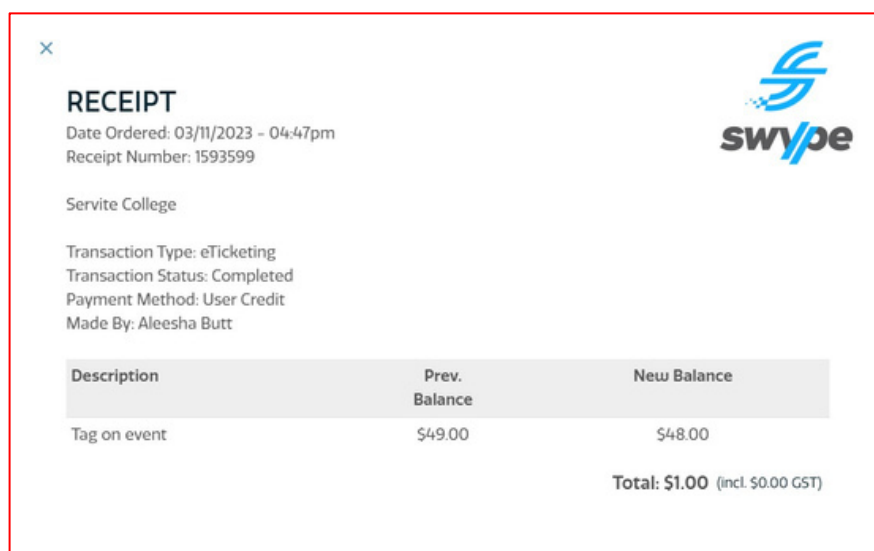 ×
RECEIPT
Date Ordered: 03/11/2023 - 04:47pm
Receipt Number: 1593599
swype
Servite College
Transaction Type: eTicketing
Transaction Status: Completed
Payment Method: User Credit
Made By: Aleesha Butt
Description Prev. Balance New Balance
Tag on event $49.00 $48.00
Total: $1.00 (incl. $0.00 GST)